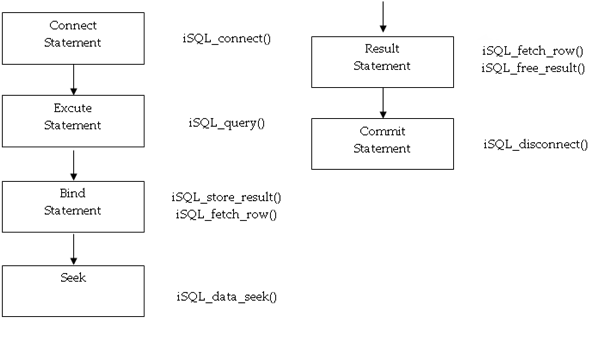 Connect
Statement
iSQL_connect()
Excute
Statement
iSQL_query()
Bind
Statement
iSQL_store_result()
iSQL_fetch_row()
Seek
iSQL_data_seek()
Result
Statement
iSQL_fetch_row()
iSQL_free_result()
Commit
Statement
iSQL_disconnect()